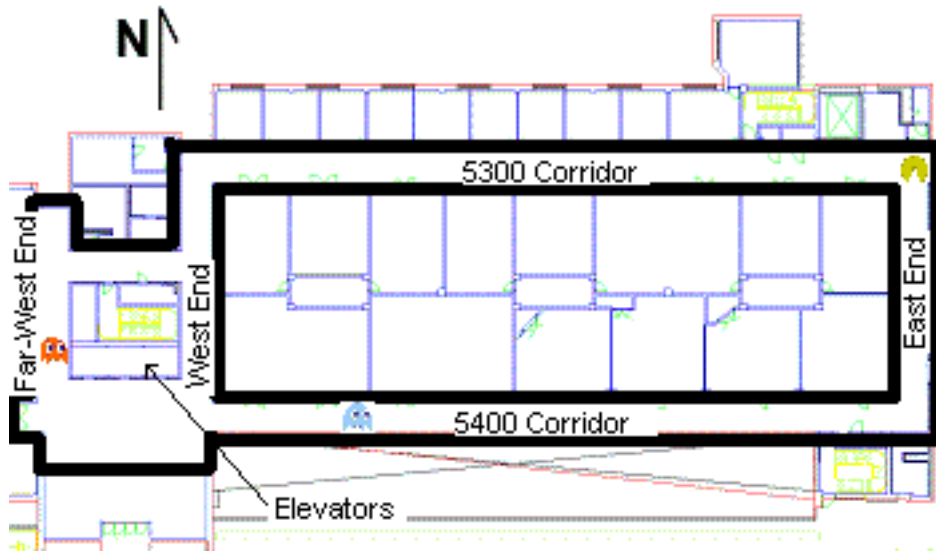 N
5300 Corridor
Far-West End
West End
East End
5400 Corridor
Elevators